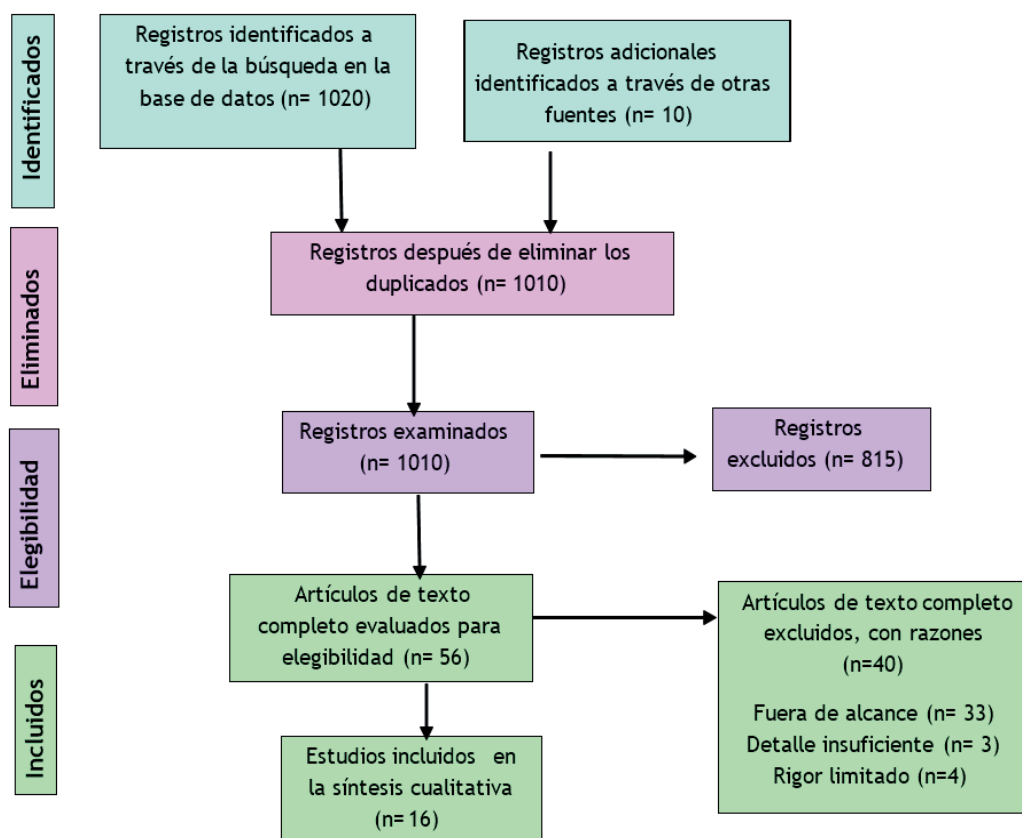 Identificados
Registros identificados a
través de la búsqueda en la
base de datos (n= 1020)
Registros adicionales
identificados a través de otras
fuentes (n= 10)
Eliminados
Registros después de eliminar los
duplicados (n= 1010)
Elegibilidad
Registros examinados
(n= 1010)
Registros
excluidos (n= 815)
Artículos de texto
completo evaluados para
elegibilidad (n= 56)
Artículos de texto completo
excluidos, con razones
(n=40)
Fuera de alcance (n= 33)
Detalle insuficiente (n= 3)
Rigor limitado (n=4)
Incluidos
Estudios incluidos en
la síntesis cualitativa
(n= 16)